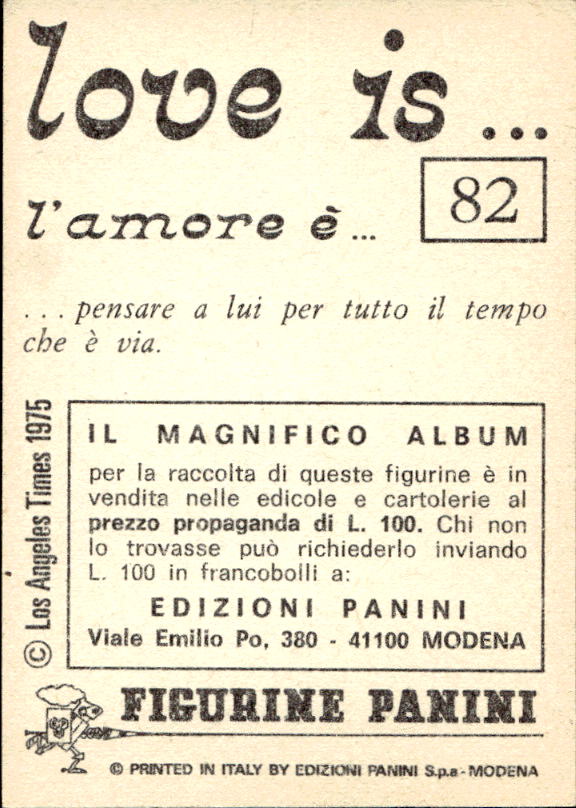 love is ...
l'amore è...
82
...pensare a lui per tutto il tempo
che è via.
© Los Angeles Times 1975
IL MAGNIFICO ALBUM
per la raccolta di queste figurine è in
vendita nelle edicole e cartolerie al
prezzo propaganda di L. 100. Chi non
lo trovasse può richiederlo inviando
L. 100 in francobolli a:
EDIZIONI PANINI
Viale Emilio Po, 380 - 41100 MODENA
FIGURINE PANINI
© PRINTED IN ITALY BY EDIZIONI PANINI S.p.a - MODENA